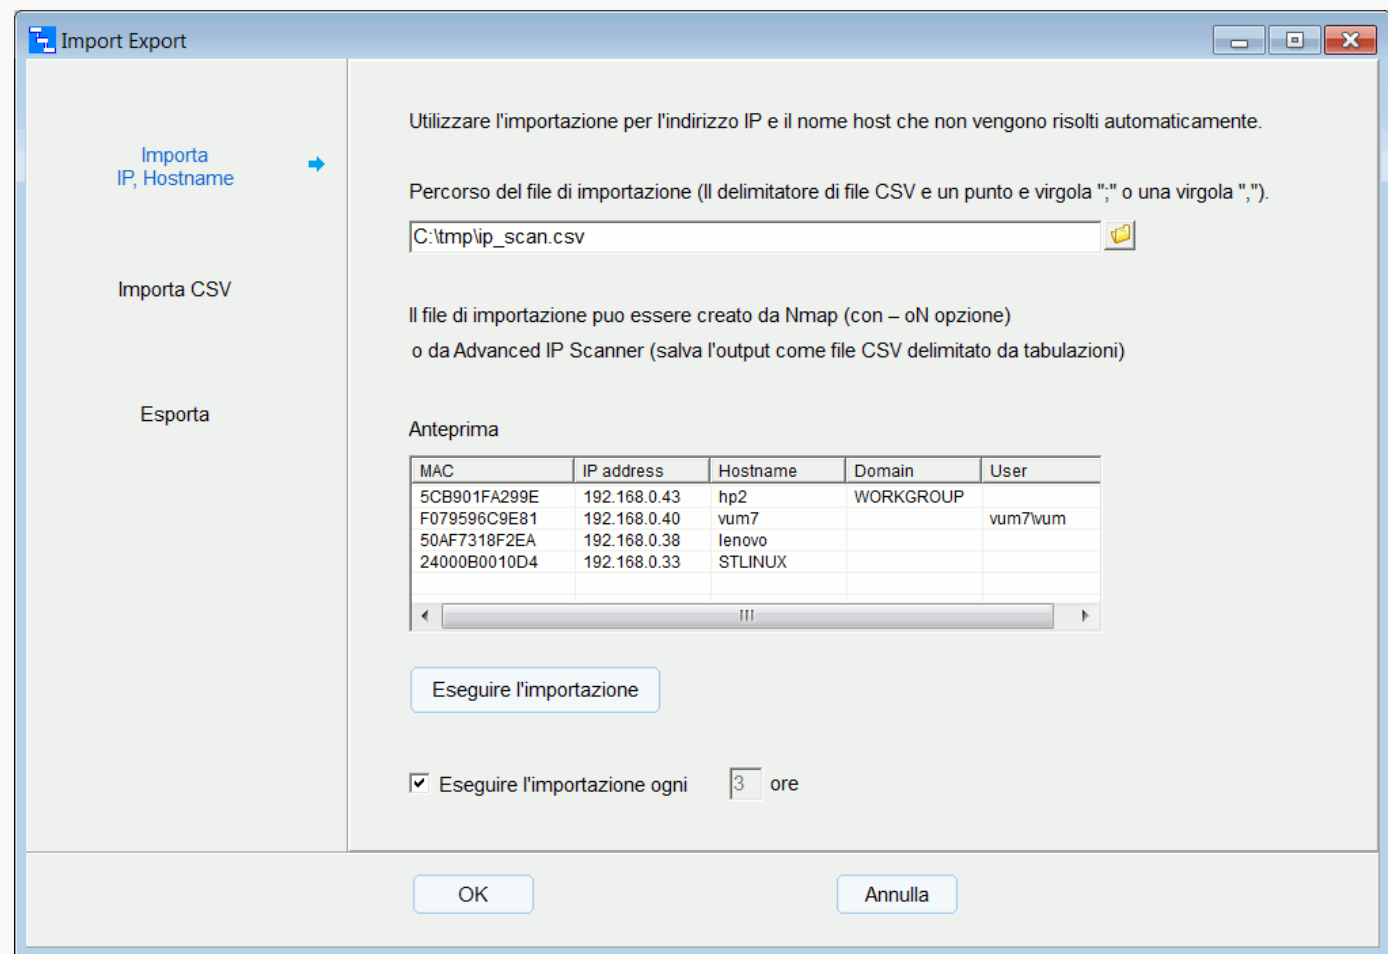 Import Export
Importa
IP, Hostname
Importa CSV
Esporta
Utilizzare l'importazione per l'indirizzo IP e il nome host che non vengono risolti automaticamente.
Percorso del file di importazione (Il delimitatore di file CSV e un punto e virgola ";" o una virgola ",").
C:\tmp\ip_scan.csv
Il file di importazione puo essere creato da Nmap (con – oN opzione)
o da Advanced IP Scanner (salva l'output come file CSV delimitato da tabulazioni)
Anteprima
MAC IP address Hostname Domain User
5CB901FA299E 192.168.0.43 hp2 WORKGROUP
F079596C9E81 192.168.0.40 vum7 vum7\vum
50AF7318F2EA 192.168.0.38 lenovo
24000B0010D4 192.168.0.33 STLINUX
Eseguire l'importazione
Eseguire l'importazione ogni 3 ore
OK Annulla